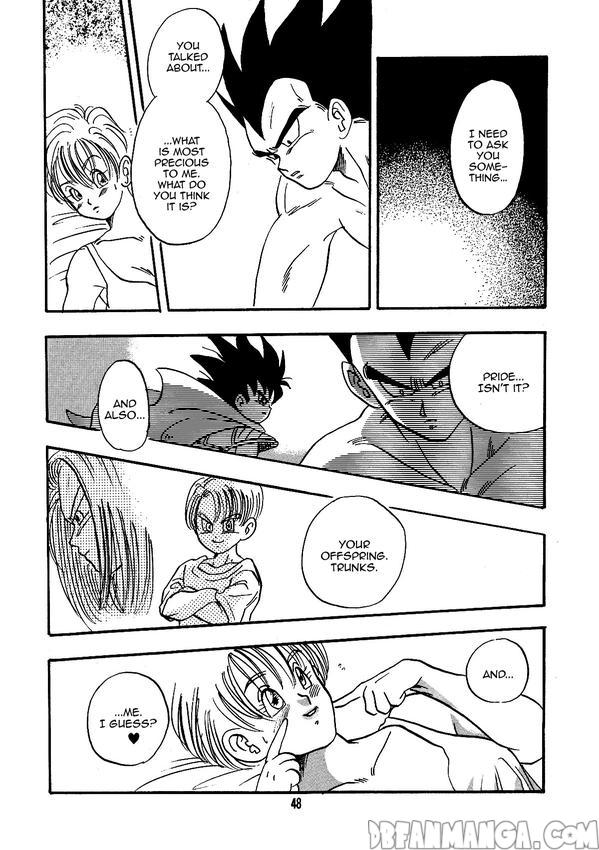 I NEED
TO ASK
YOU
SOME-
THING...
YOU
TALKED
ABOUT...
...WHAT
IS MOST
PRECIOUS
TO ME.
WHAT DO
YOU THINK
IT IS?
PRIDE...
ISN'T IT?
AND
ALSO...
YOUR
OFFSPRING.
TRUNKS.
AND...
...ME.
I GUESS?
♥
48
DBFANMANGA.COM